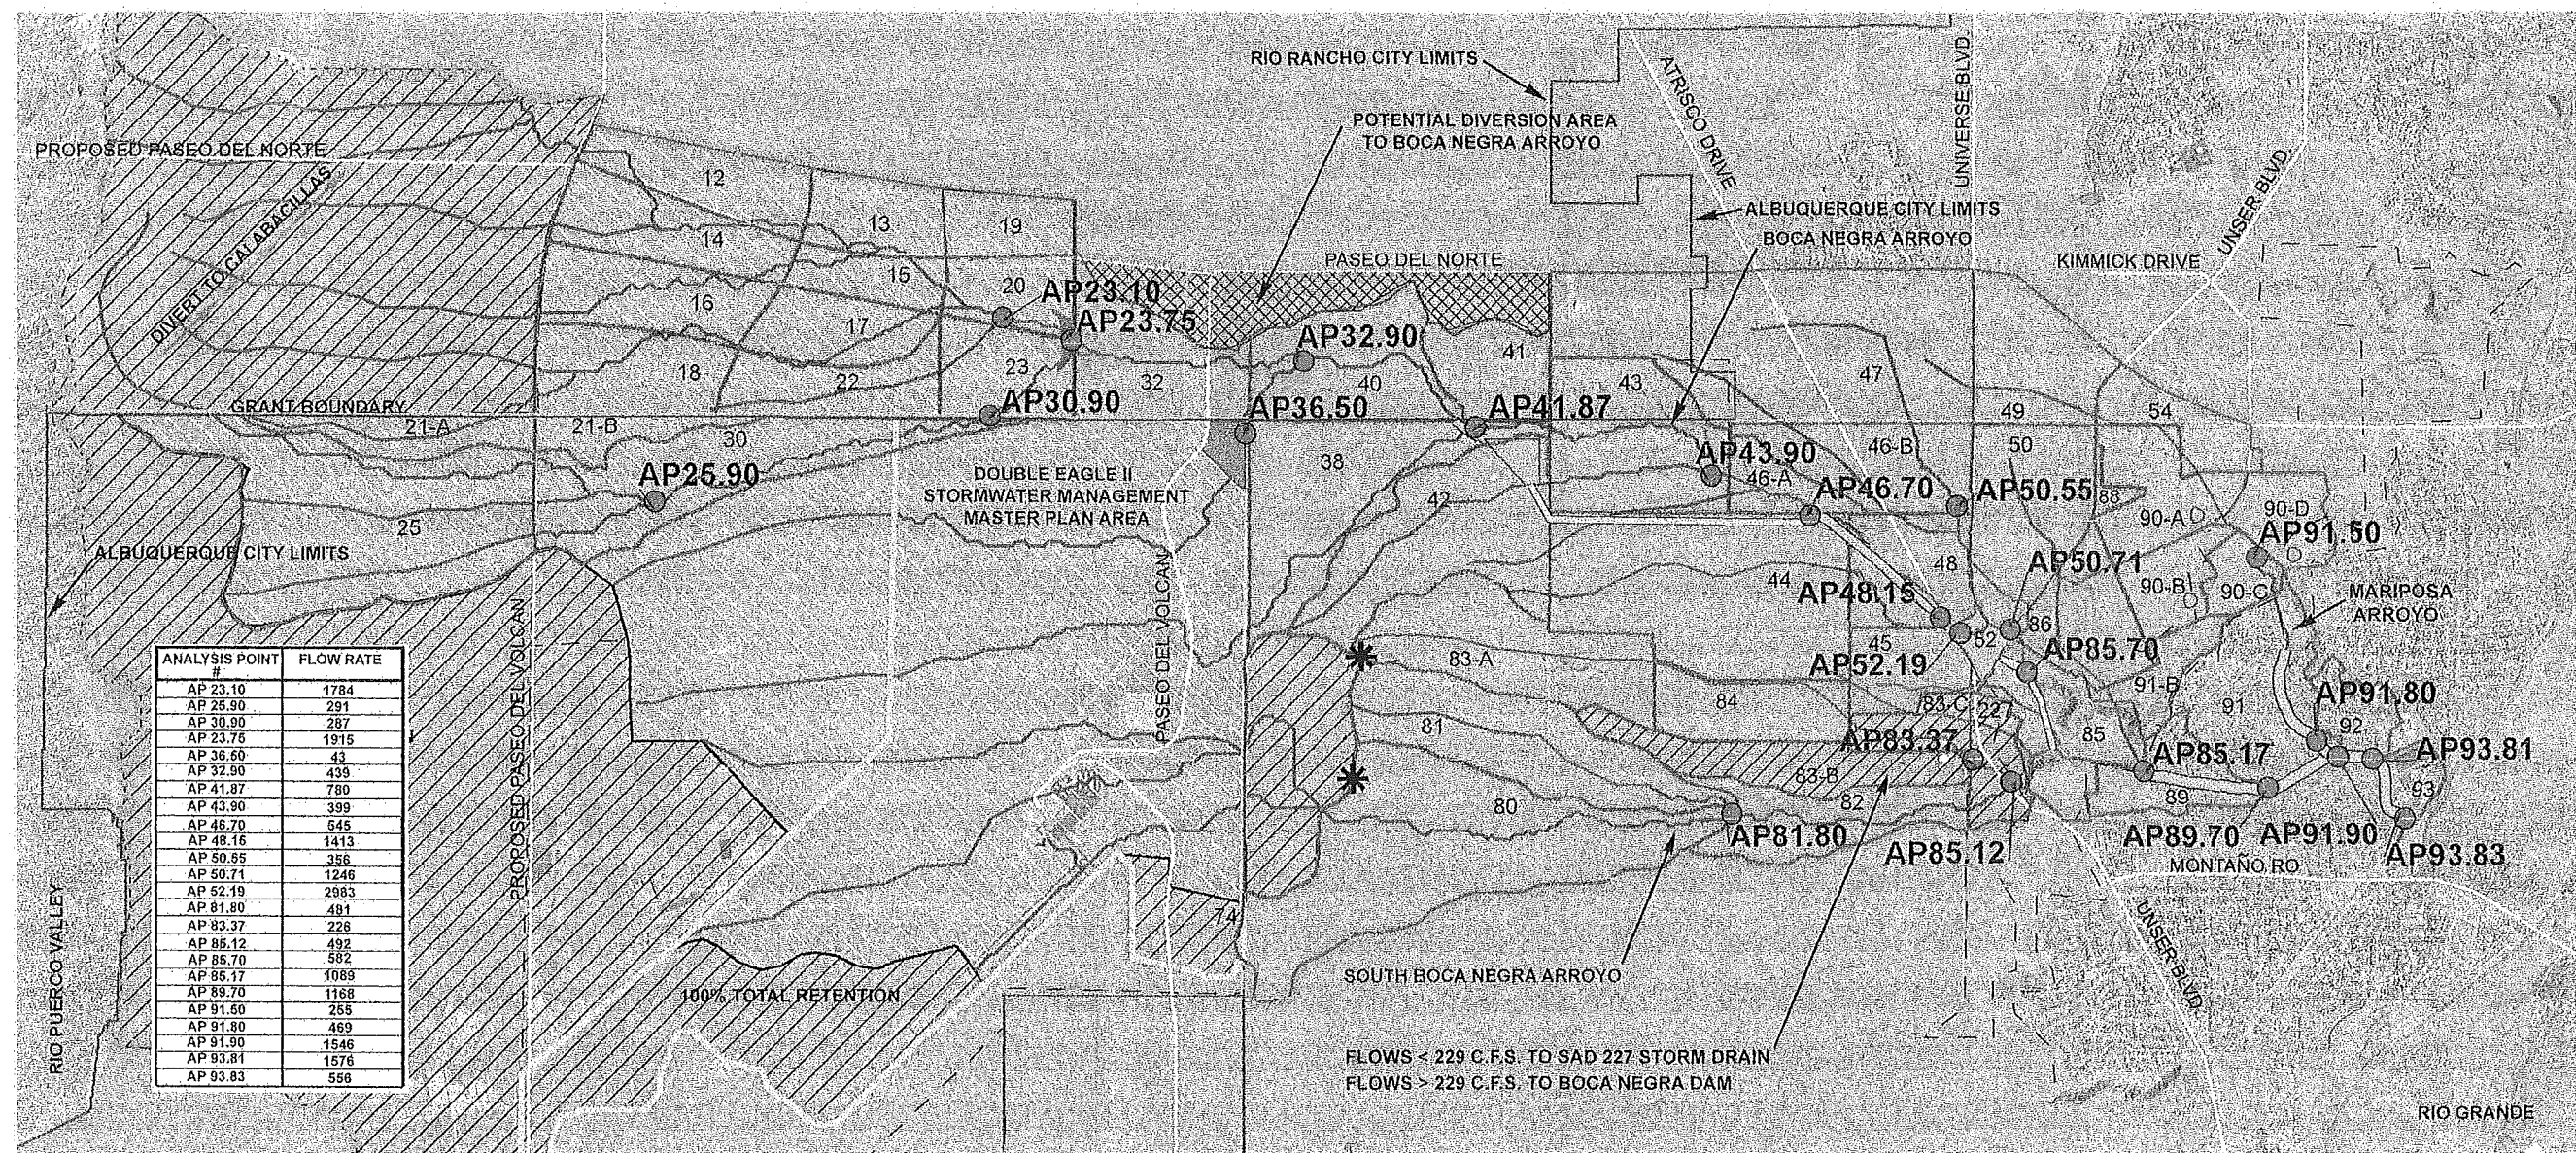 RIO RANCHO CITY LIMITS
ATRISCO DRIVE
UNIVERSE BLVD
POTENTIAL DIVERSION AREA
TO BOCA NEGRA ARROYO
PROPOSED PASEO DEL NORTE
DIVERT TO CALABACILLAS
UNSER BLVD.
ALBUQUERQUE CITY LIMITS
BOCA NEGRA ARROYO
PASEO DEL NORTE
KIMMICK DRIVE
12
13
14
19
15
20
16
17
AP23.10
AP23.75
AP32.90
18
22
23
32
40
41
43
47
49
54
GRANT BOUNDARY
AP30.90
AP36.50
AP41.87
21-A
21-B
30
46-B
50
AP43.90
AP25.90
DOUBLE EAGLE II
STORMWATER MANAGEMENT
MASTER PLAN AREA
38
42
46-A
AP46.70
AP50.55
88
90-A
90-D
25
AP91.50
ALBUQUERQUE CITY LIMITS
48
AP50.71
44
AP48.15
90-B
90-C
MARIPOSA
ARROYO
PROPOSED PASEO DEL VOLCAN
PASEO DEL VOLCAN
45
52
86
AP52.19
AP85.70
83-A
84
91-B
AP91.80
83-C
227
91
92
81
AP83.37
85
AP85.17
AP93.81
83-B
80
82
89
93
AP81.80
AP85.12
AP89.70
AP91.90
AP93.83
MONTAÑO RD
74
UNSER BLVD.
SOUTH BOCA NEGRA ARROYO
100% TOTAL RETENTION
RIO PUERCO VALLEY
FLOWS < 229 C.F.S. TO SAD 227 STORM DRAIN
FLOWS > 229 C.F.S. TO BOCA NEGRA DAM
RIO GRANDE
ANALYSIS POINT # FLOW RATE
AP 23.10 1784
AP 25.90 291
AP 30.90 287
AP 23.75 1915
AP 36.50 43
AP 32.90 439
AP 41.87 780
AP 43.90 399
AP 46.70 545
AP 48.15 1413
AP 50.55 356
AP 50.71 1246
AP 52.19 2983
AP 81.80 481
AP 83.37 226
AP 85.12 492
AP 85.70 582
AP 85.17 1089
AP 89.70 1168
AP 91.50 255
AP 91.80 469
AP 91.90 1546
AP 93.81 1576
AP 93.83 556